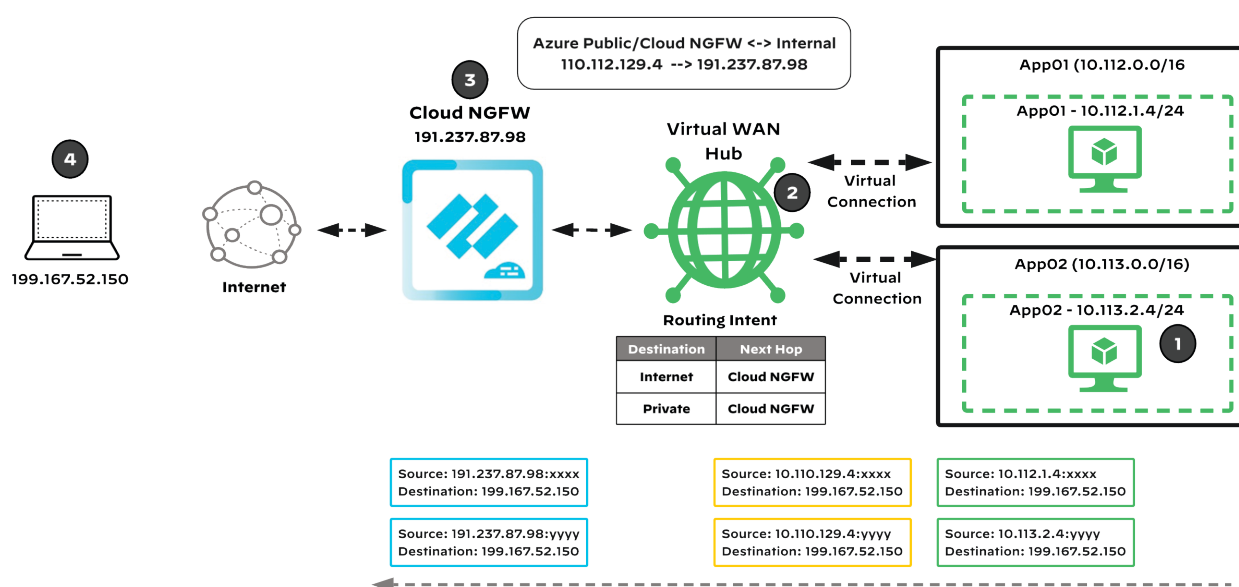 Azure Public/Cloud NGFW <-> Internal
110.112.129.4 --> 191.237.87.98
3
Cloud NGFW
191.237.87.98
4
199.167.52.150
Internet
Virtual WAN
Hub
2
Virtual
Connection
Virtual
Connection
App01 (10.112.0.0/16
App01 - 10.112.1.4/24
App02 (10.113.0.0/16)
App02 - 10.113.2.4/24
1
Routing Intent
Destination Next Hop
Internet Cloud NGFW
Private Cloud NGFW
Source: 191.237.87.98:xxxx
Destination: 199.167.52.150
Source: 10.110.129.4:xxxx
Destination: 199.167.52.150
Source: 10.112.1.4:xxxx
Destination: 199.167.52.150
Source: 191.237.87.98:yyyy
Destination: 199.167.52.150
Source: 10.110.129.4:yyyy
Destination: 199.167.52.150
Source: 10.113.2.4:yyyy
Destination: 199.167.52.150